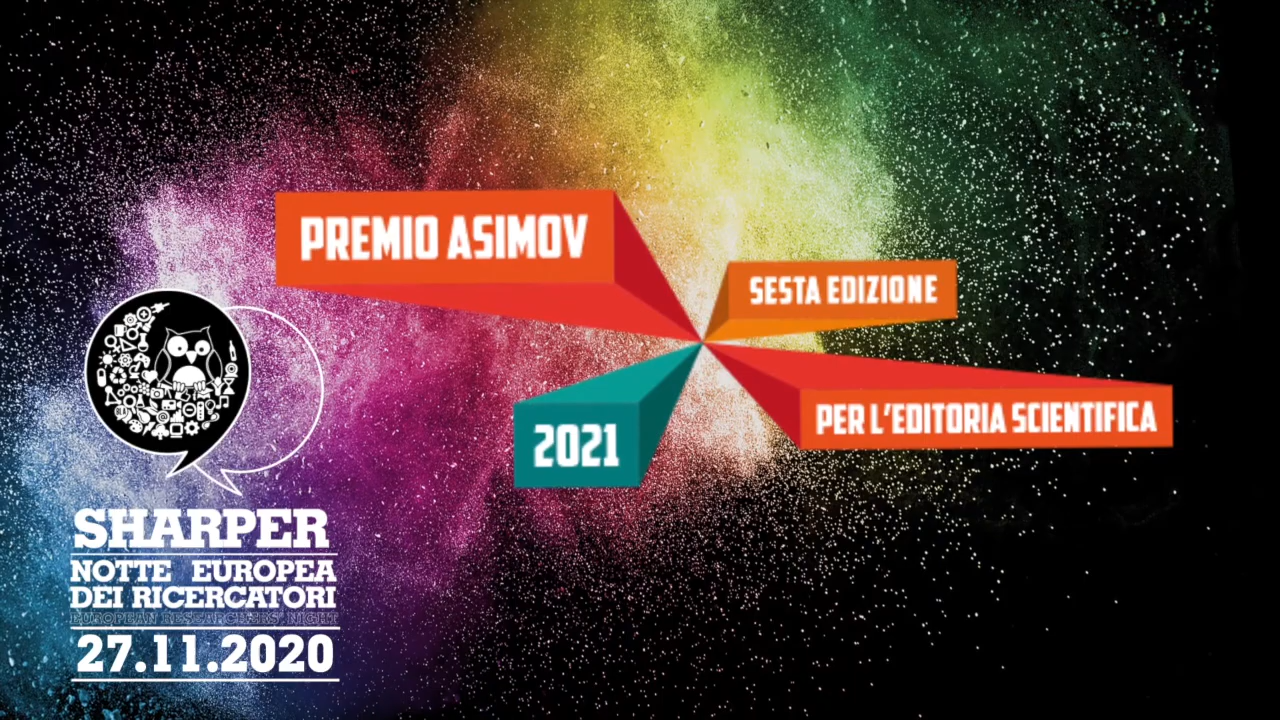 PREMIO ASIMOV
SESTA EDIZIONE
2021
PER L'EDITORIA SCIENTIFICA
SHARPER
NOTTE EUROPEA
DEI RICERCATORI
EUROPEAN RESEARCHERS' NIGHT
27.11.2020